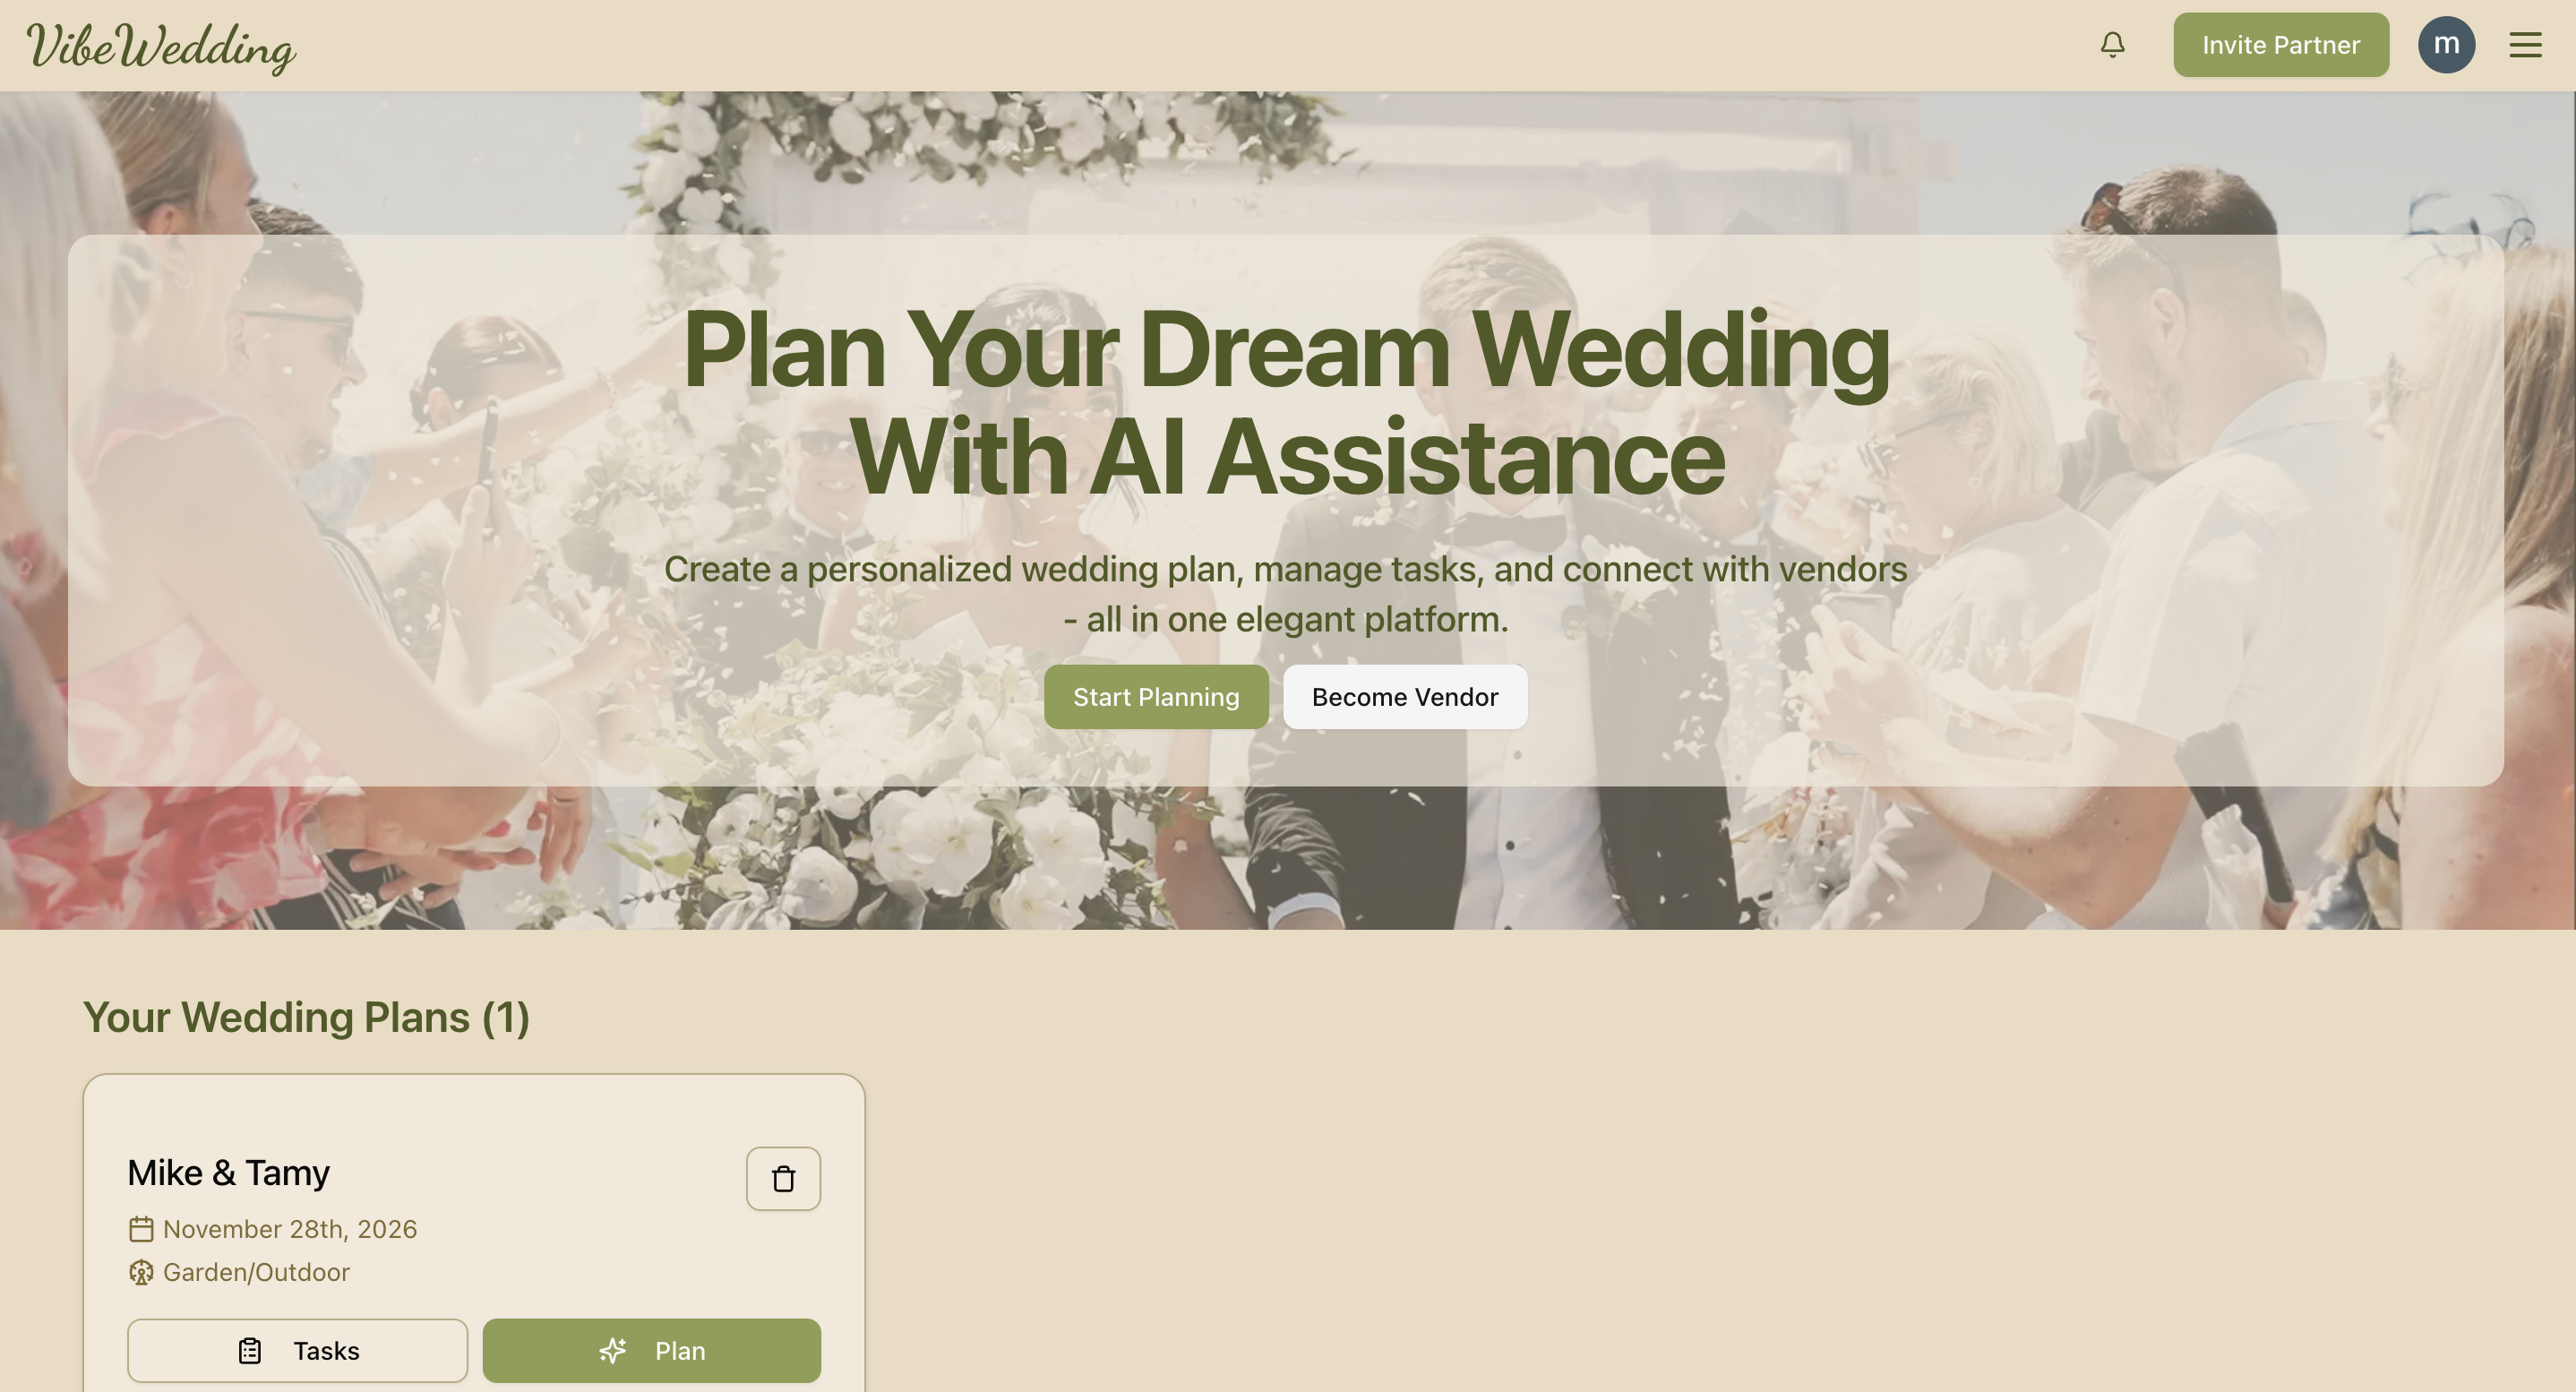 VibeWedding
Invite Partner
m
Plan Your Dream Wedding
With AI Assistance
Create a personalized wedding plan, manage tasks, and connect with vendors
- all in one elegant platform.
Start Planning
Become Vendor
Your Wedding Plans (1)
Mike & Tamy
November 28th, 2026
Garden/Outdoor
Tasks
Plan